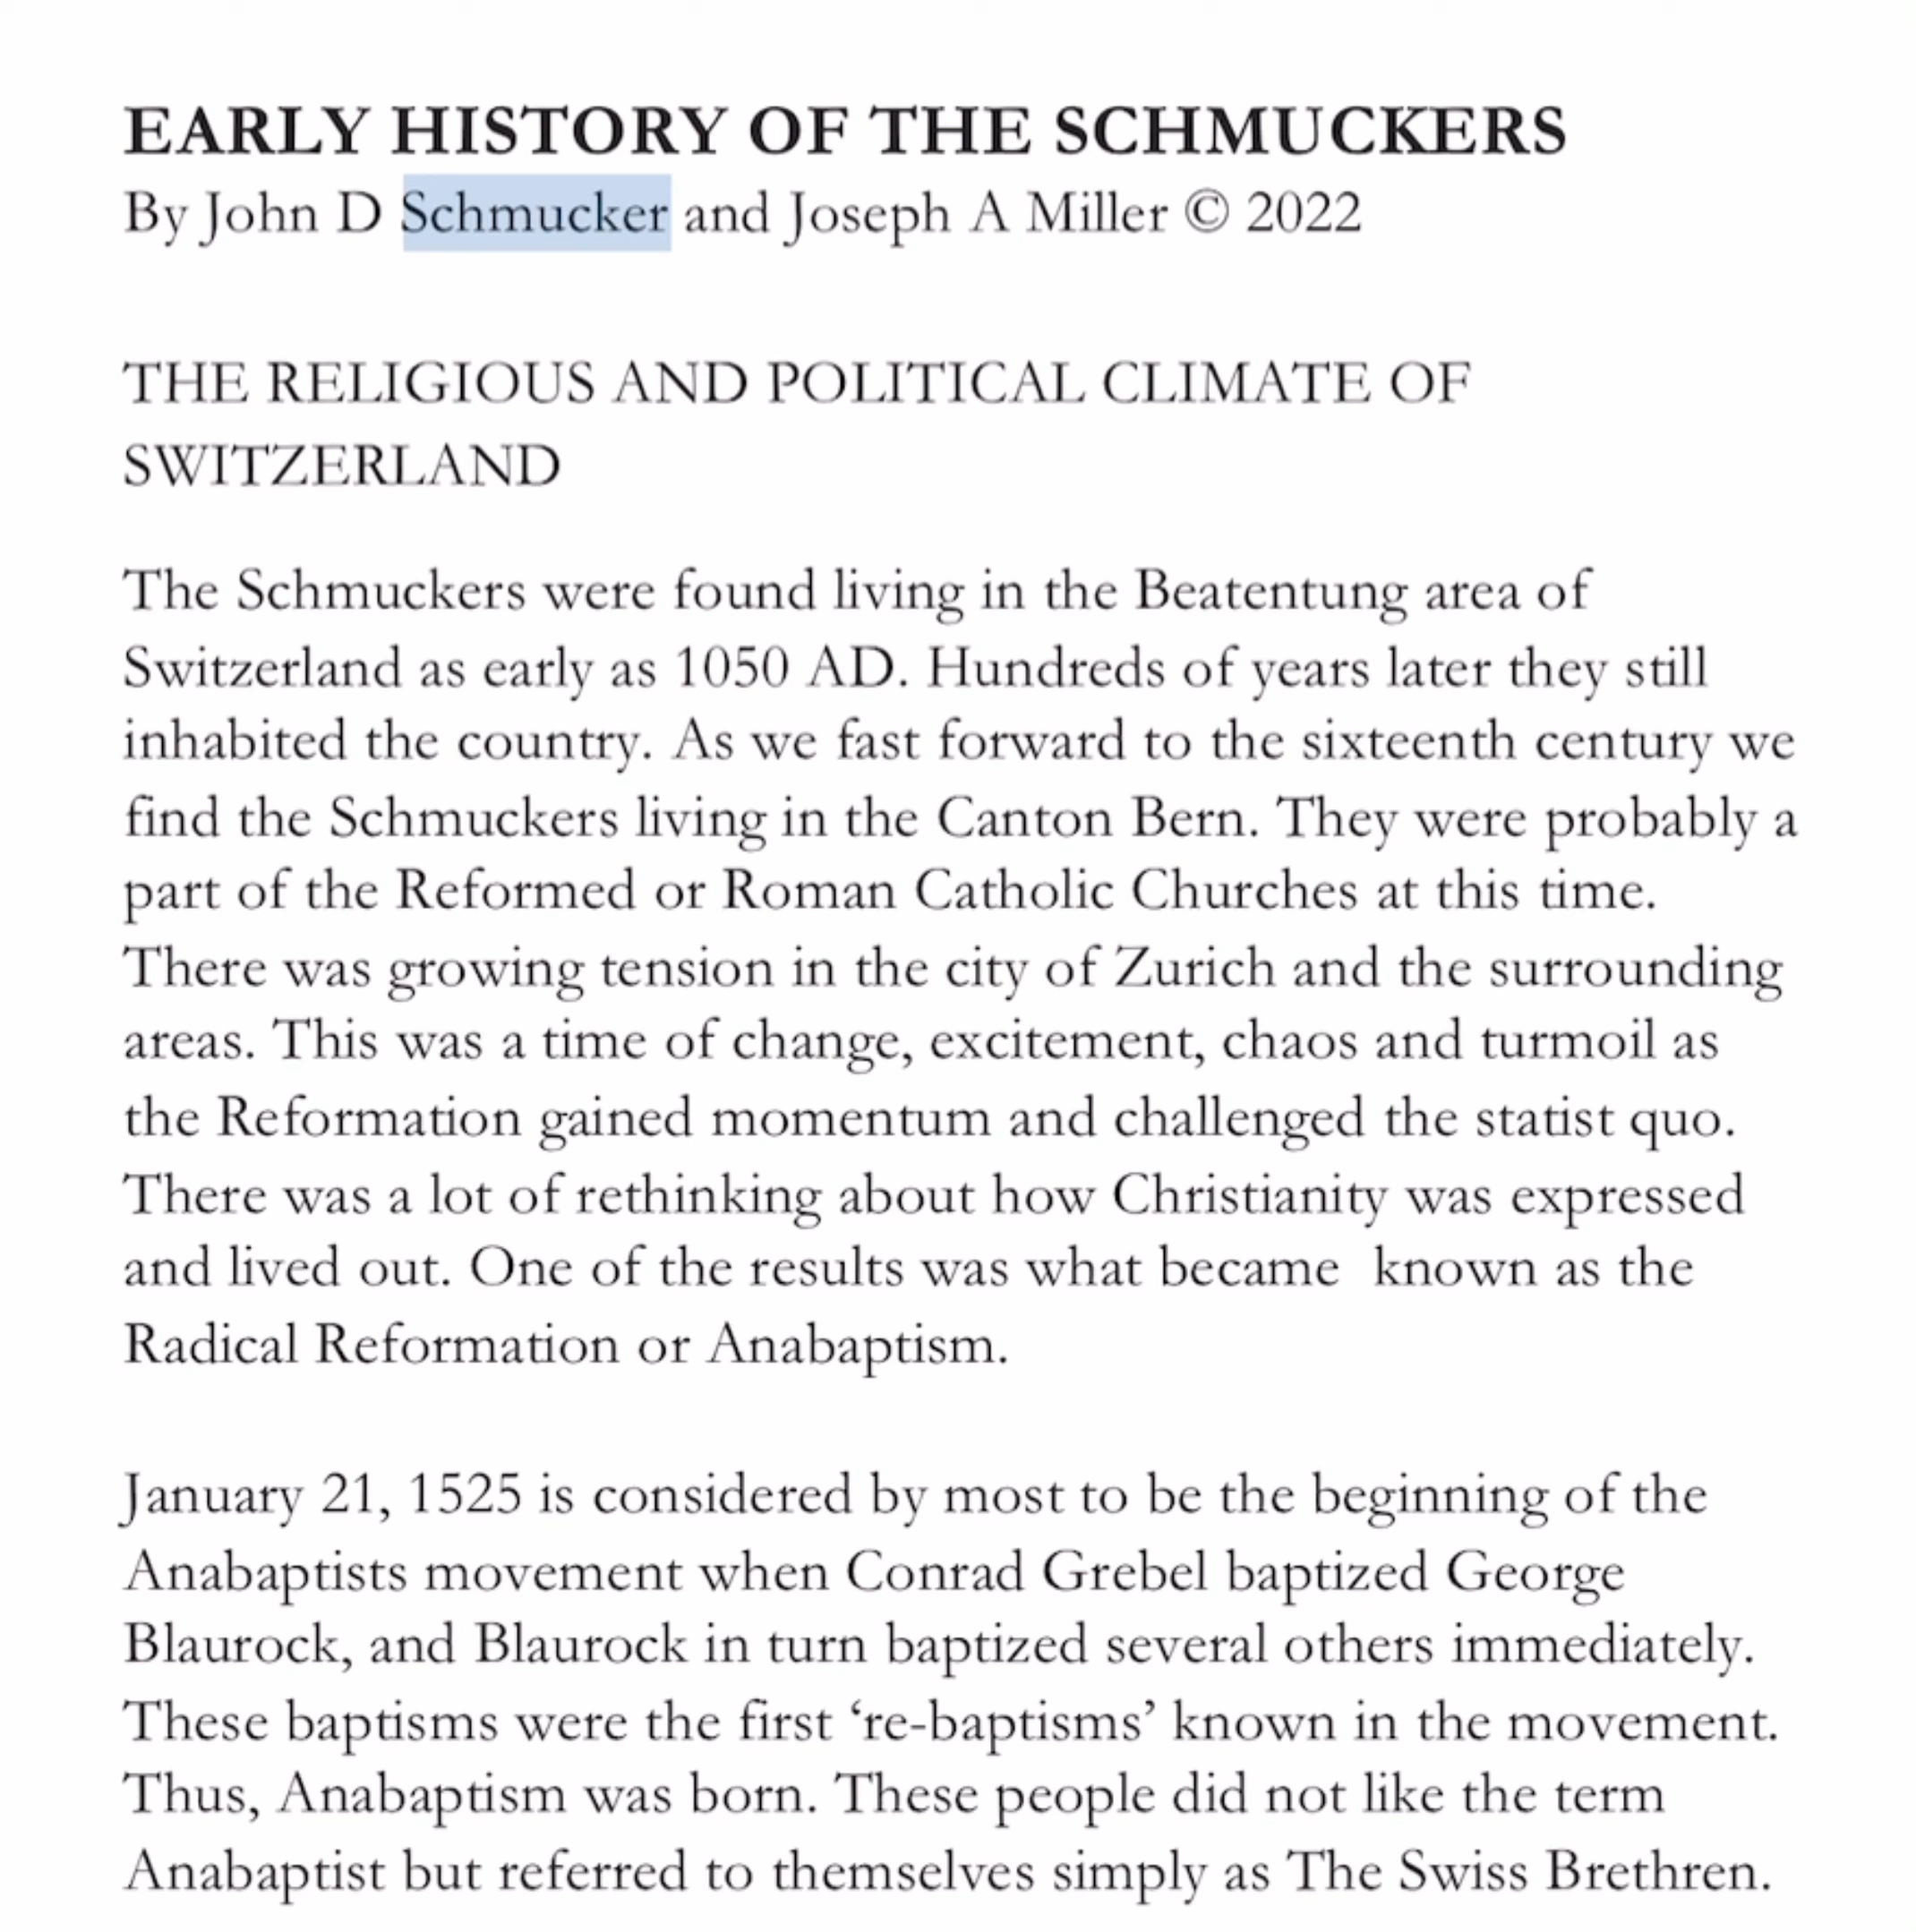 EARLY HISTORY OF THE SCHMUCKERS
By John D Schmucker and Joseph A Miller © 2022
THE RELIGIOUS AND POLITICAL CLIMATE OF
SWITZERLAND
The Schmuckers were found living in the Beatentung area of
Switzerland as early as 1050 AD. Hundreds of years later they still
inhabited the country. As we fast forward to the sixteenth century we
find the Schmuckers living in the Canton Bern. They were probably a
part of the Reformed or Roman Catholic Churches at this time.
There was growing tension in the city of Zurich and the surrounding
areas. This was a time of change, excitement, chaos and turmoil as
the Reformation gained momentum and challenged the statist quo.
There was a lot of rethinking about how Christianity was expressed
and lived out. One of the results was what became  known as the
Radical Reformation or Anabaptism.
January 21, 1525 is considered by most to be the beginning of the
Anabaptists movement when Conrad Grebel baptized George
Blaurock, and Blaurock in turn baptized several others immediately.
These baptisms were the first ‘re-baptisms’ known in the movement.
Thus, Anabaptism was born. These people did not like the term
Anabaptist but referred to themselves simply as The Swiss Brethren.